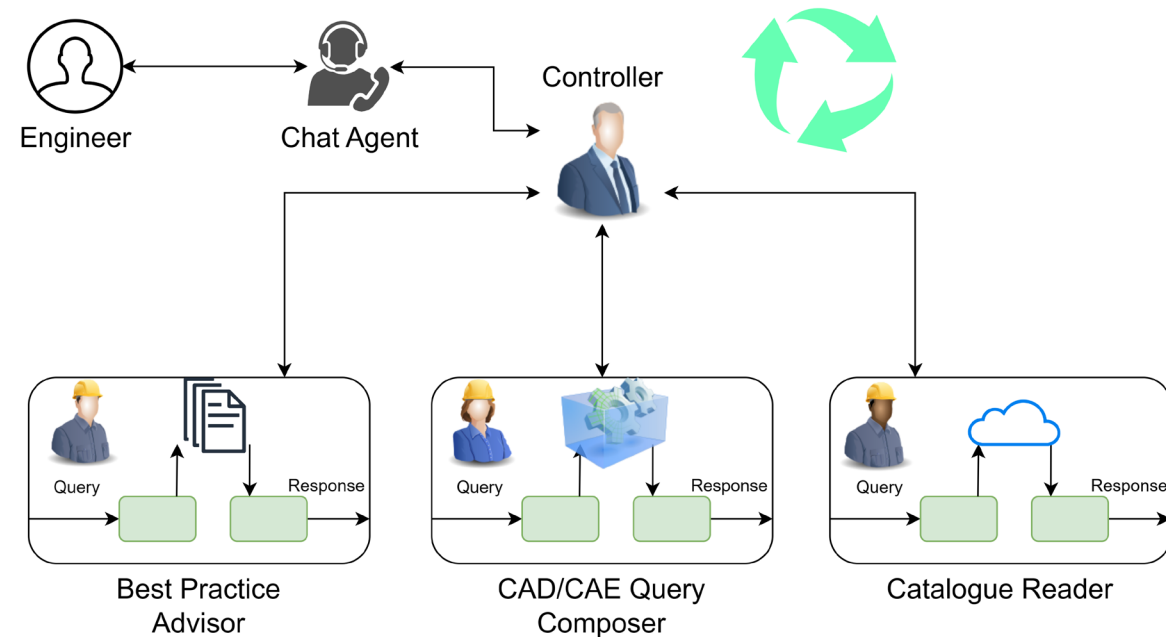 Controller
Engineer
Chat Agent
Query
Response
Query
Response
Query
Response
Best Practice
Advisor
CAD/CAE Query
Composer
Catalogue Reader